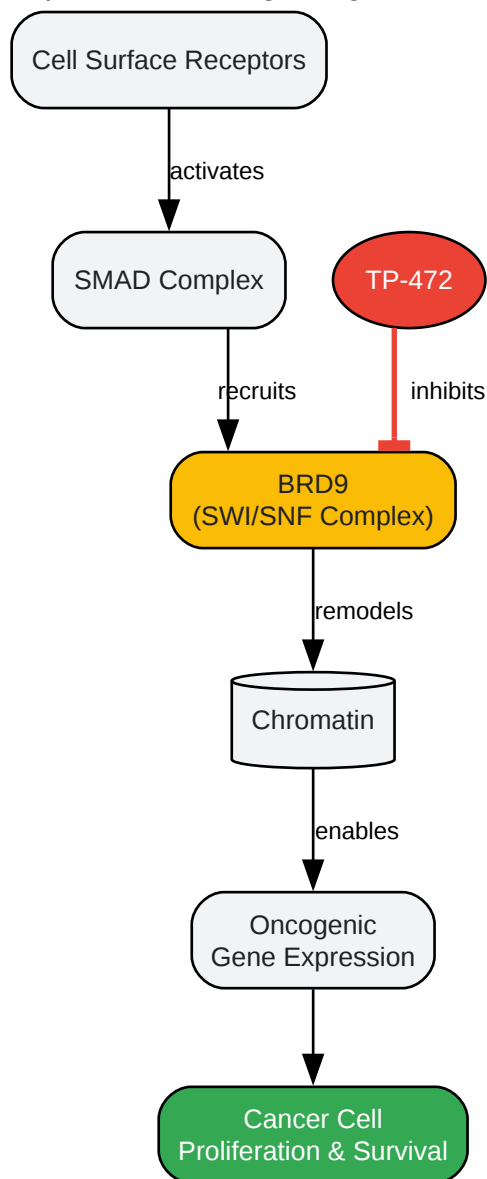 Cell Surface Receptors
activates
SMAD Complex
TP-472
recruits
inhibits
BRD9
(SWI/SNF Complex)
remodels
Chromatin
enables
Oncogenic
Gene Expression
Cancer Cell
Proliferation & Survival